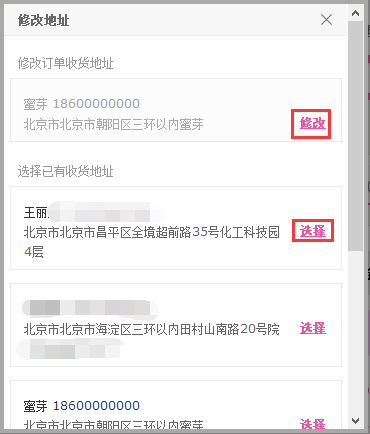 修改地址
修改订单收货地址
蜜芽 18600000000
北京市北京市朝阳区三环以内蜜芽
修改
选择已有收货地址
王丽
北京市北京市昌平区全境超前路35号化工科技园
4层
选择
北京市北京市海淀区三环以内田村山南路20号院
选择
蜜芽 18600000000
北京市北京市朝阳区三环以内蜜芽
选择